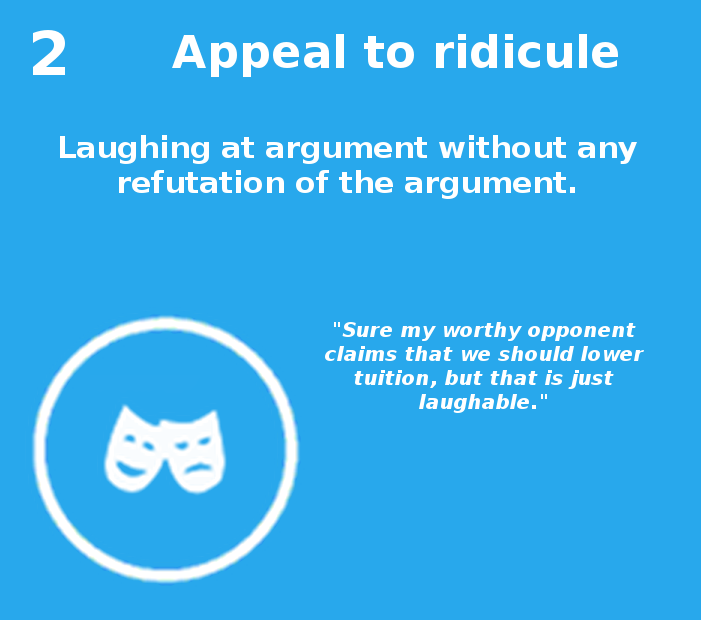 2 Appeal to ridicule
Laughing at argument without any
refutation of the argument.
"Sure my worthy opponent
claims that we should lower
tuition, but that is just
laughable."